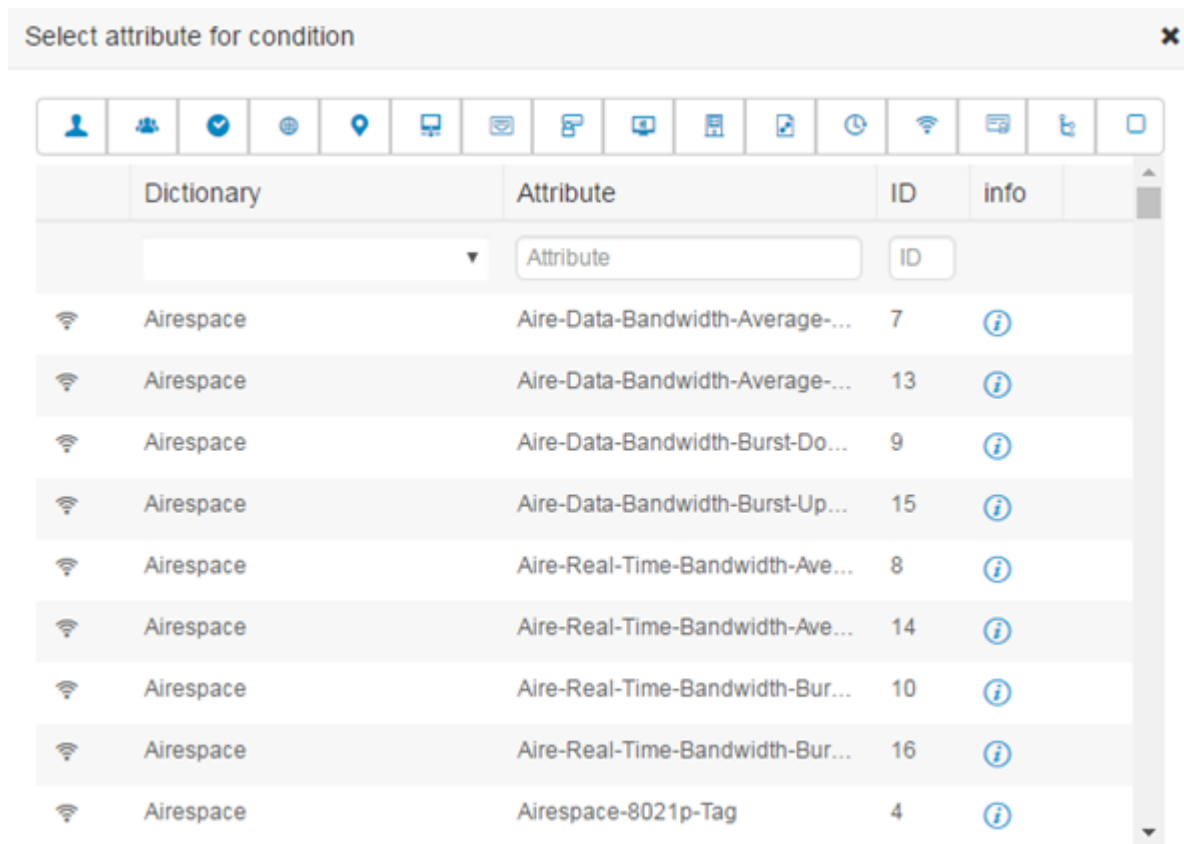 Select attribute for condition
Dictionary Attribute ID info
Attribute ID
Airespace Aire-Data-Bandwidth-Average-... 7
Airespace Aire-Data-Bandwidth-Average-... 13
Airespace Aire-Data-Bandwidth-Burst-Do... 9
Airespace Aire-Data-Bandwidth-Burst-Up... 15
Airespace Aire-Real-Time-Bandwidth-Ave... 8
Airespace Aire-Real-Time-Bandwidth-Ave... 14
Airespace Aire-Real-Time-Bandwidth-Bur... 10
Airespace Aire-Real-Time-Bandwidth-Bur... 16
Airespace Airespace-8021p-Tag 4